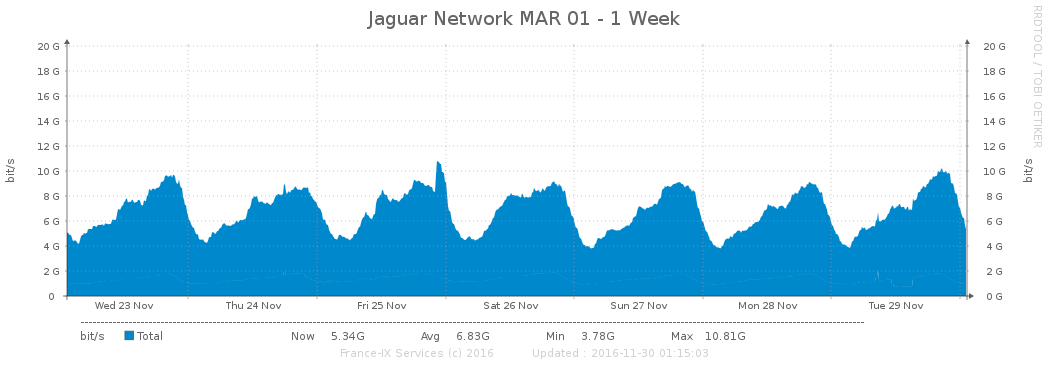 Jaguar Network MAR 01 - 1 Week
RRDTOOL / TOBI OETIKER
bit/s
bit/s
20 G 20 G
18 G 18 G
16 G 16 G
14 G 14 G
12 G 12 G
10 G 10 G
8 G 8 G
6 G 6 G
4 G 4 G
2 G 2 G
0 0 G
Wed 23 Nov Thu 24 Nov Fri 25 Nov Sat 26 Nov Sun 27 Nov Mon 28 Nov Tue 29 Nov
bit/s Total Now 5.34G Avg 6.83G Min 3.78G Max 10.81G
France-IX Services (c) 2016 Updated : 2016-11-30 01:15:03